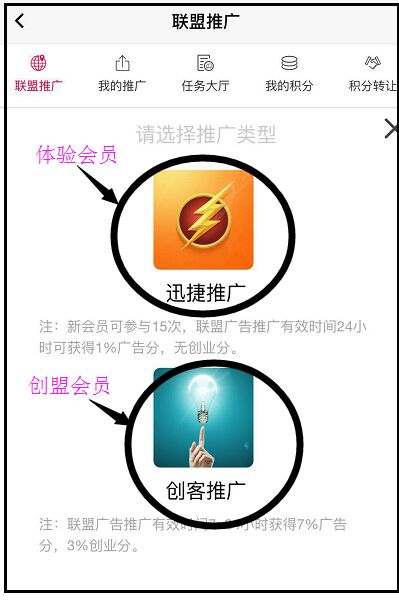 联盟推广
联盟推广 我的推广 任务大厅 我的积分 积分转让
请选择推广类型
体验会员
迅捷推广
注：新会员可参与15次，联盟广告推广有效时间24小
时可获得1%广告分，无创业分。
创盟会员
创客推广
注：联盟广告推广有效时间 24小时获得7%广告
分，3%创业分。